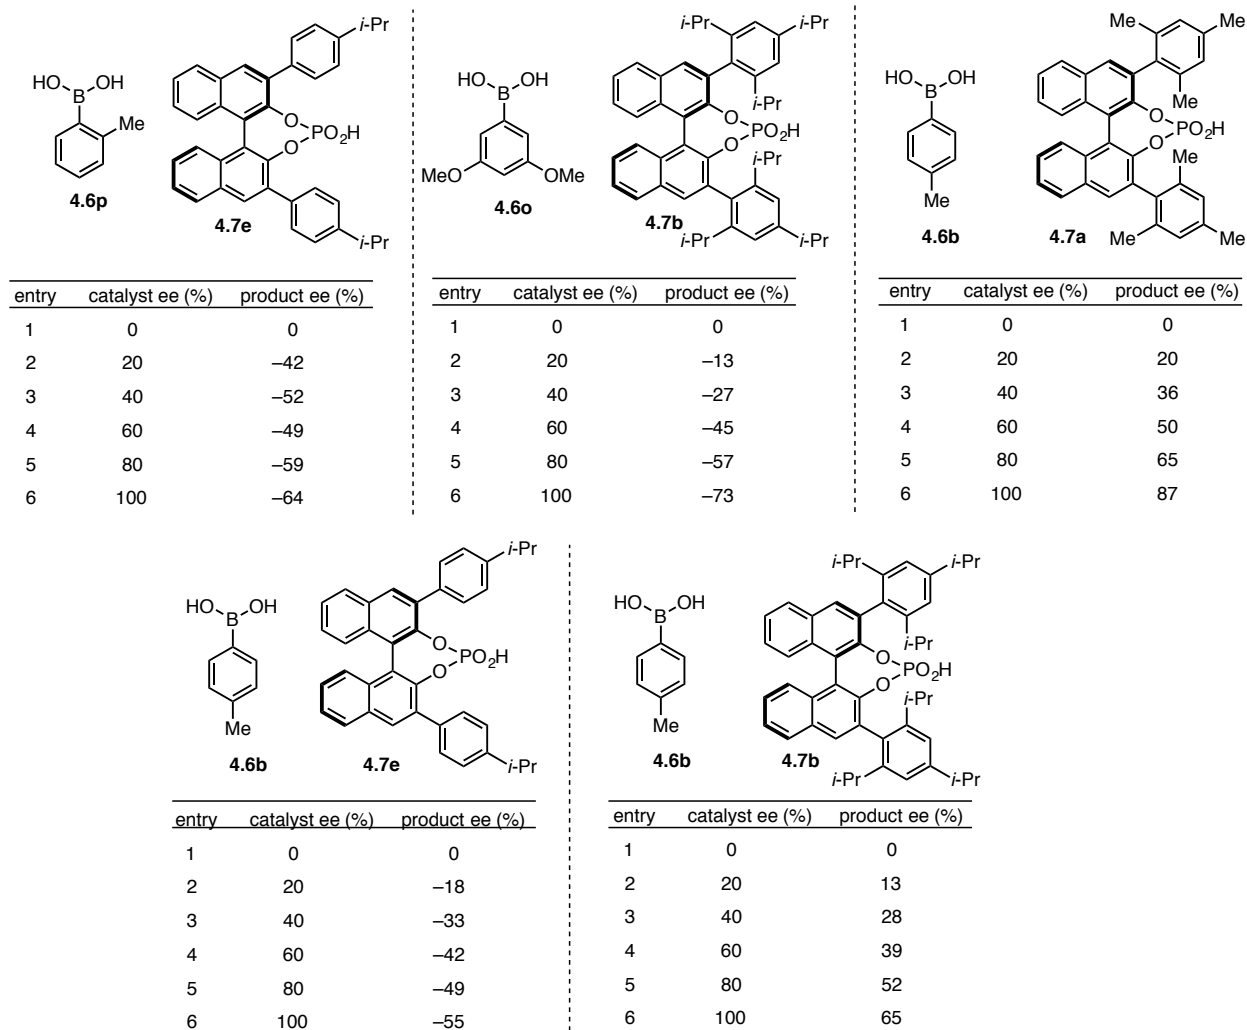 HO OH
B
Me
4.6p
i-Pr
O
O
PO2H
i-Pr
4.7e
entry catalyst ee (%) product ee (%)
1 0 0
2 20 –42
3 40 –52
4 60 –49
5 80 –59
6 100 –64
HO OH
B
MeO OMe
4.6o
i-Pr i-Pr
i-Pr
O
O
PO2H
i-Pr
i-Pr i-Pr
4.7b
entry catalyst ee (%) product ee (%)
1 0 0
2 20 –13
3 40 –27
4 60 –45
5 80 –57
6 100 –73
HO OH
B
Me
4.6b
Me Me
Me
O
O
PO2H
Me
Me Me
4.7a
entry catalyst ee (%) product ee (%)
1 0 0
2 20 20
3 40 36
4 60 50
5 80 65
6 100 87
HO OH
B
Me
4.6b
i-Pr
O
O
PO2H
i-Pr
4.7e
entry catalyst ee (%) product ee (%)
1 0 0
2 20 –18
3 40 –33
4 60 –42
5 80 –49
6 100 –55
HO OH
B
Me
4.6b
i-Pr i-Pr
i-Pr
O
O
PO2H
i-Pr
i-Pr i-Pr
4.7b
entry catalyst ee (%) product ee (%)
1 0 0
2 20 13
3 40 28
4 60 39
5 80 52
6 100 65